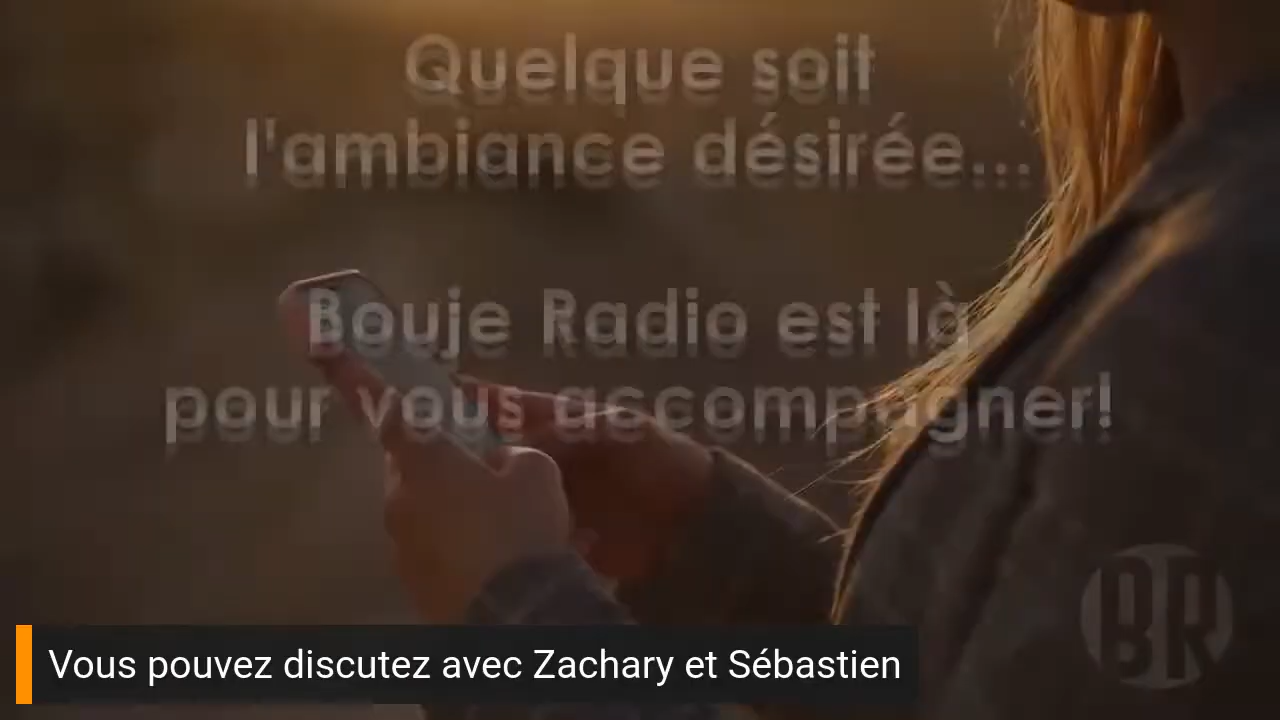 Quelque soit
l'ambiance désirée...
Bouje Radio est là
pour vous accompagner!
BR
Vous pouvez discutez avec Zachary et Sébastien